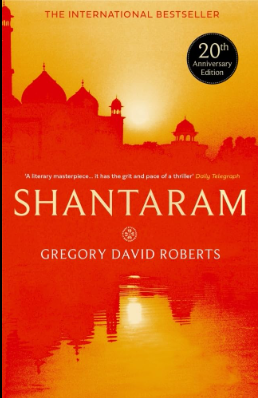 THE INTERNATIONAL BESTSELLER
20th
Anniversary
Edition
'A literary masterpiece... it has the grit and pace of a thriller' Daily Telegraph
SHANTARAM
GREGORY DAVID ROBERTS